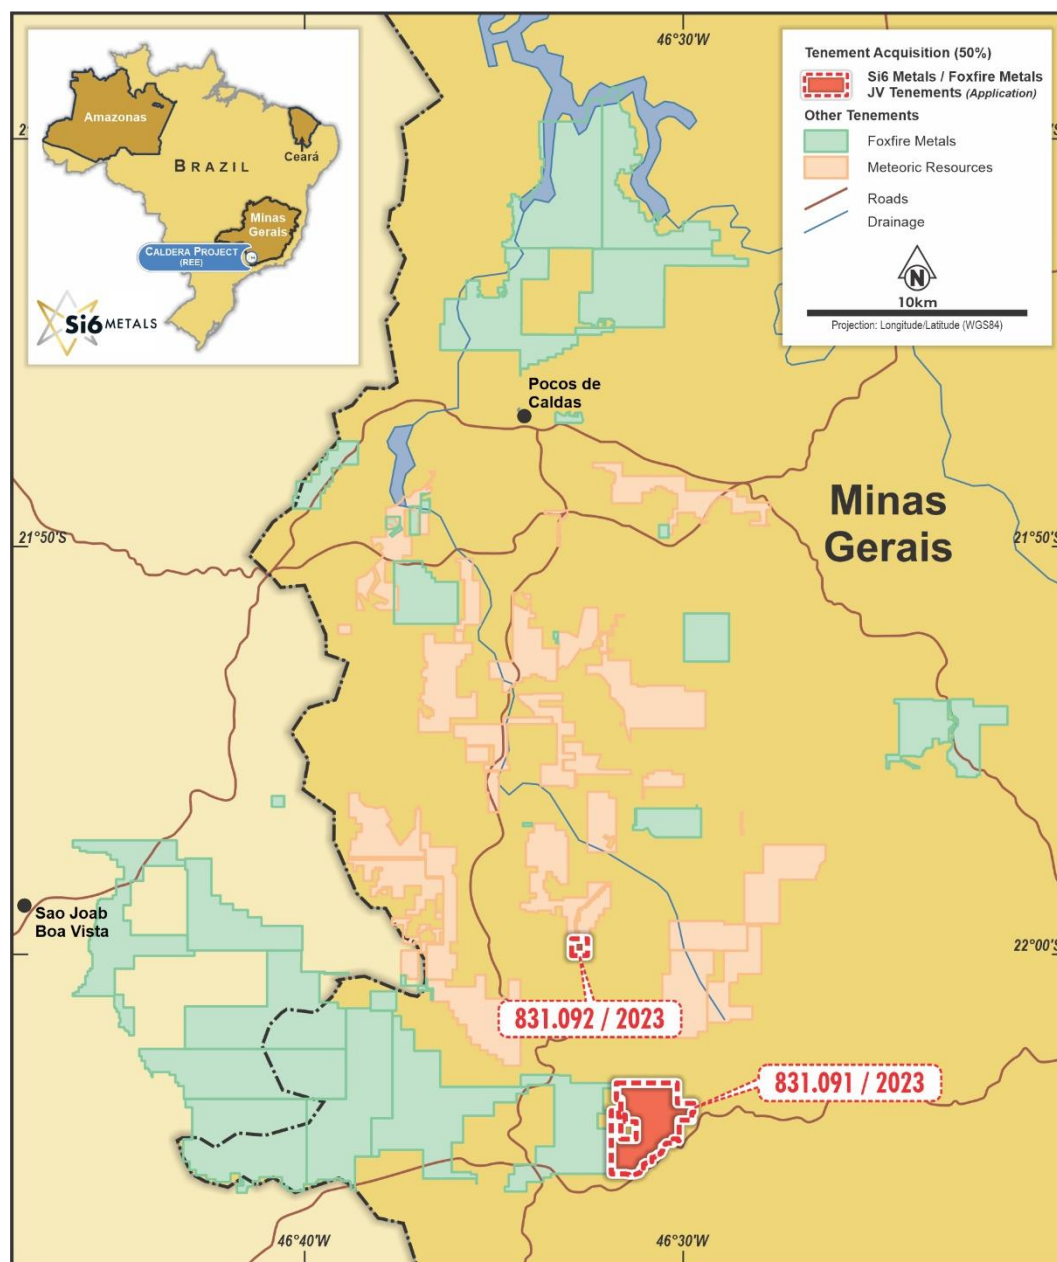 46°30'W
Amazonas
Ceará
BRAZIL
Minas
Gerais
CALDERA PROJECT
(REE)
Si6 METALS
Tenement Acquisition (50%)
Si6 Metals / Foxfire Metals
JV Tenements (Application)
Other Tenements
Foxfire Metals
Meteoric Resources
Roads
Drainage
N
10km
Projection: Longitude/Latitude (WGS84)
Pocos de
Caldas
Minas
Gerais
21°50'S
21°50'S
Sao Joab
Boa Vista
22°00'S
831.092 / 2023
831.091 / 2023
46°40'W
46°30'W